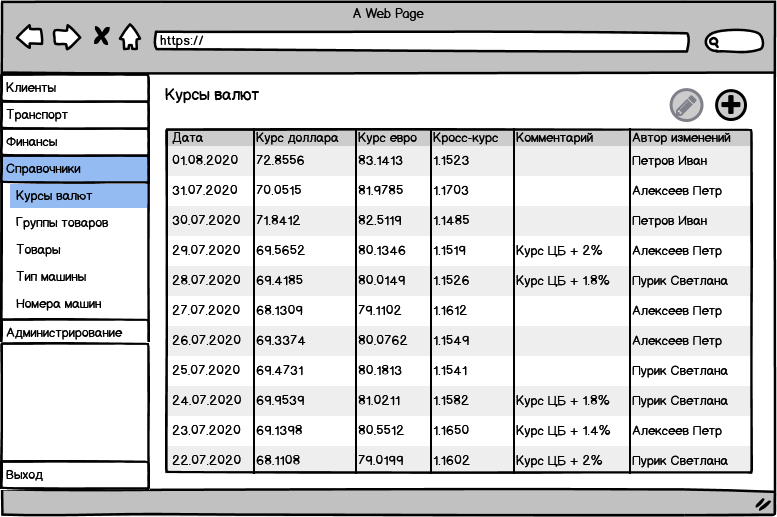 A Web Page
https://
Клиенты
Транспорт
Финансы
Справочники
Курсы валют
Группы товаров
Товары
Тип машины
Номера машин
Администрирование
Выход
Курсы валют
Дата Курс доллара Курс евро Кросс-курс Комментарий Автор изменений
01.08.2020 72.8556 83.1413 1.1523 Петров Иван
31.07.2020 70.0515 81.9785 1.1703 Алексеев Петр
30.07.2020 71.8412 82.5119 1.1485 Петров Иван
29.07.2020 69.5652 80.1346 1.1519 Курс ЦБ + 2% Алексеев Петр
28.07.2020 69.4185 80.0149 1.1526 Курс ЦБ + 1.8% Пурик Светлана
27.07.2020 68.1309 79.1102 1.1612 Алексеев Петр
26.07.2020 69.3374 80.0762 1.1549 Алексеев Петр
25.07.2020 69.4731 80.1813 1.1541 Пурик Светлана
24.07.2020 69.9539 81.0211 1.1582 Курс ЦБ + 1.8% Пурик Светлана
23.07.2020 69.1398 80.5512 1.1650 Курс ЦБ + 1.4% Алексеев Петр
22.07.2020 68.1108 79.0199 1.1602 Курс ЦБ + 2% Пурик Светлана